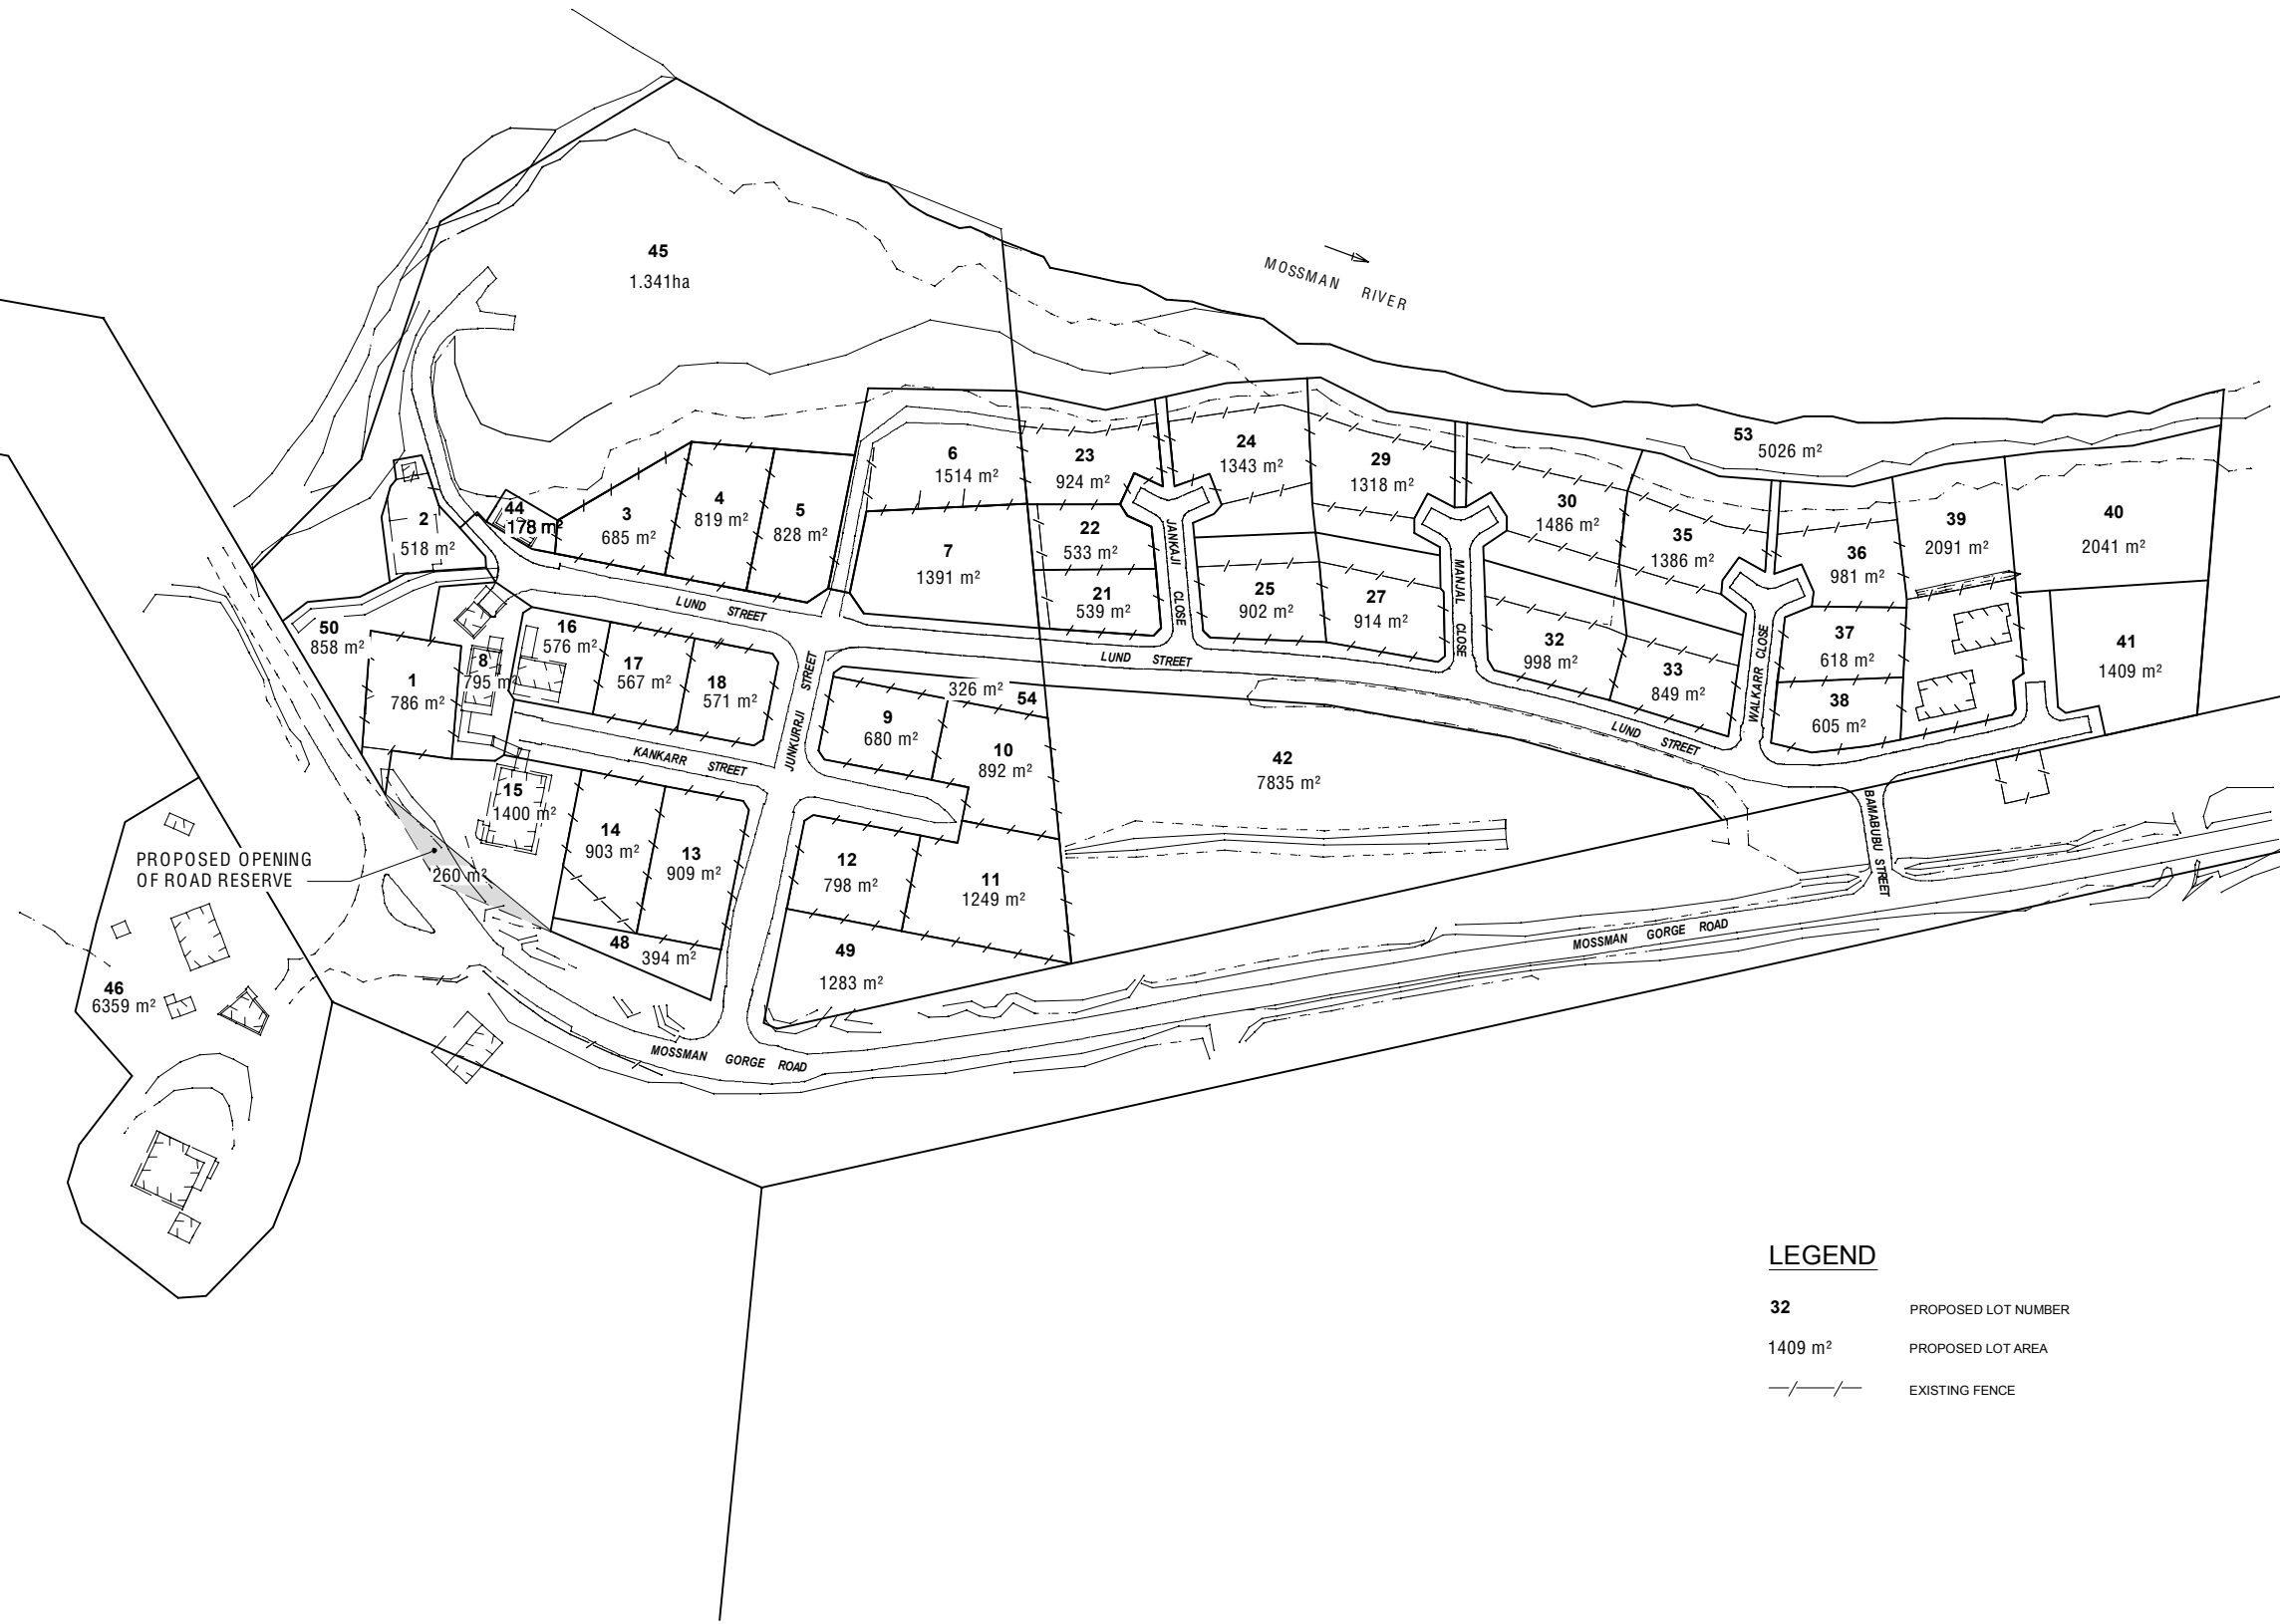 45
1.341ha
MOSSMAN RIVER
53
5026 m²
24
1343 m²
6
1514 m²
23
924 m²
29
1318 m²
4
819 m²
5
828 m²
3
685 m²
44
178 m²
2
518 m²
30
1486 m²
35
1386 m²
36
981 m²
39
2091 m²
40
2041 m²
22
533 m²
7
1391 m²
21
539 m²
JANKAJI CLOSE
25
902 m²
27
914 m²
MANJAL CLOSE
32
998 m²
33
849 m²
WALKARR CLOSE
37
618 m²
38
605 m²
41
1409 m²
LUND STREET
LUND STREET
LUND STREET
50
858 m²
1
786 m²
8
795 m²
16
576 m²
17
567 m²
18
571 m²
JUNKURRJI STREET
KANKARR STREET
326 m²
54
9
680 m²
10
892 m²
42
7835 m²
15
1400 m²
14
903 m²
13
909 m²
12
798 m²
11
1249 m²
BAMABUBU STREET
PROPOSED OPENING
OF ROAD RESERVE
260 m²
48
394 m²
49
1283 m²
MOSSMAN GORGE ROAD
46
6359 m²
MOSSMAN GORGE ROAD
LEGEND
32 PROPOSED LOT NUMBER
1409 m² PROPOSED LOT AREA
EXISTING FENCE